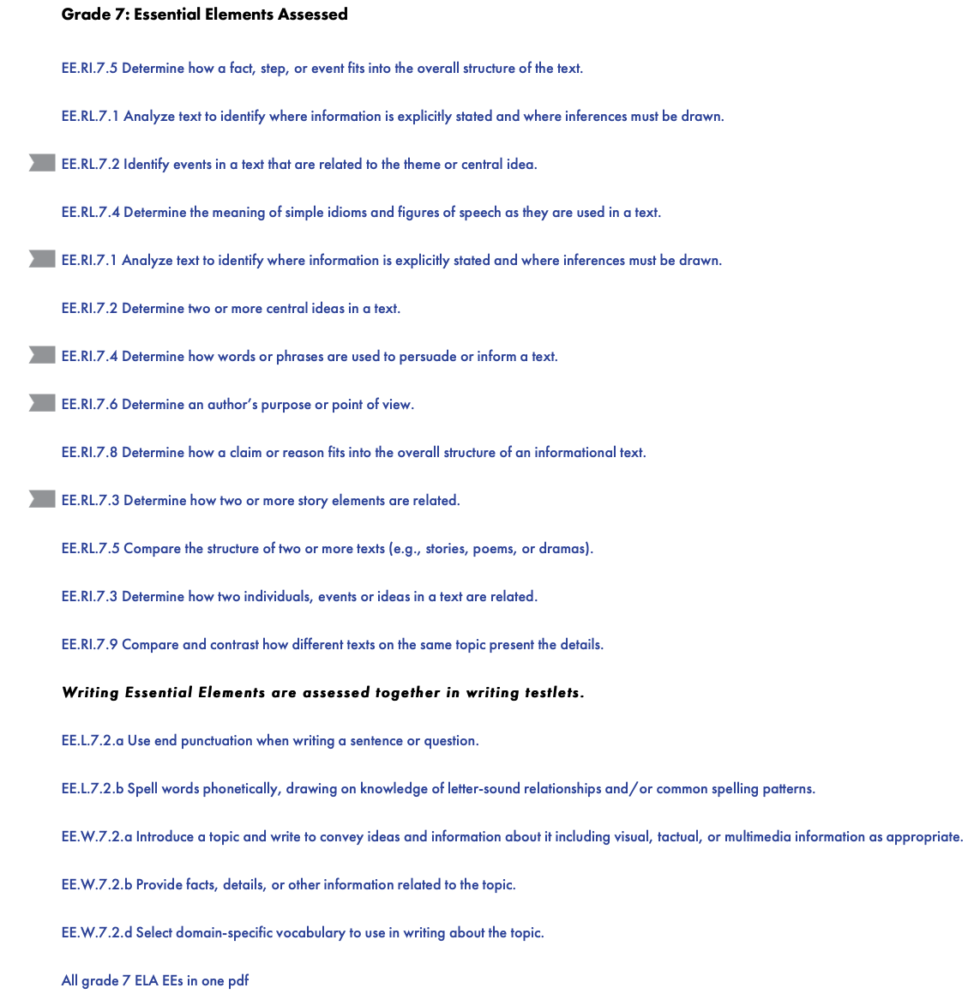 Grade 7: Essential Elements Assessed
EE.RI.7.5 Determine how a fact, step, or event fits into the overall structure of the text.
EE.RL.7.1 Analyze text to identify where information is explicitly stated and where inferences must be drawn.
EE.RL.7.2 Identify events in a text that are related to the theme or central idea.
EE.RL.7.4 Determine the meaning of simple idioms and figures of speech as they are used in a text.
EE.RI.7.1 Analyze text to identify where information is explicitly stated and where inferences must be drawn.
EE.RI.7.2 Determine two or more central ideas in a text.
EE.RI.7.4 Determine how words or phrases are used to persuade or inform a text.
EE.RI.7.6 Determine an author’s purpose or point of view.
EE.RI.7.8 Determine how a claim or reason fits into the overall structure of an informational text.
EE.RL.7.3 Determine how two or more story elements are related.
EE.RL.7.5 Compare the structure of two or more texts (e.g., stories, poems, or dramas).
EE.RI.7.3 Determine how two individuals, events or ideas in a text are related.
EE.RI.7.9 Compare and contrast how different texts on the same topic present the details.
Writing Essential Elements are assessed together in writing testlets.
EE.L.7.2.a Use end punctuation when writing a sentence or question.
EE.L.7.2.b Spell words phonetically, drawing on knowledge of letter-sound relationships and/or common spelling patterns.
EE.W.7.2.a Introduce a topic and write to convey ideas and information about it including visual, tactual, or multimedia information as appropriate.
EE.W.7.2.b Provide facts, details, or other information related to the topic.
EE.W.7.2.d Select domain-specific vocabulary to use in writing about the topic.
All grade 7 ELA EEs in one pdf